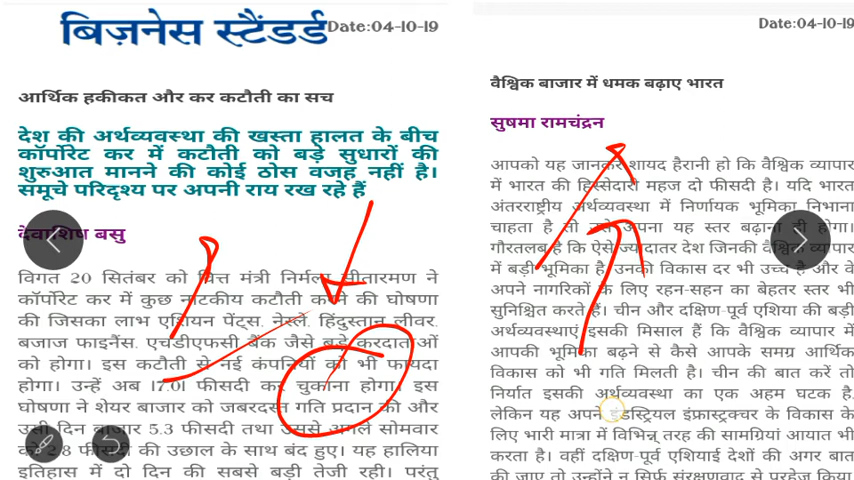 बिज़नेस स्टैंडर्ड
Date:04-10-19
आर्थिक हकीकत और कर कटौती का सच
देश की अर्थव्यवस्था की खस्ता हालत के बीच
कॉर्पोरेट कर में कटौती को बड़े सुधारों की
शुरुआत मानने की कोई ठोस वजह नहीं है।
समूचे परिदृश्य पर अपनी राय रख रहे हैं
देवाशिष बसु
विगत 20 सितंबर को वित्त मंत्री निर्मला सीतारमण ने
कॉर्पोरेट कर में कुछ नाटकीय कटौती करने की घोषणा
की जिसका लाभ एशियन पेंट्स, नेस्ले, हिंदुस्तान लीवर,
बजाज फाइनैंस, एचडीएफसी बैंक जैसे बड़े करदाताओं
को होगा। इस कटौती से नई कंपनियों को भी फायदा
होगा। उन्हें अब 17.01 फीसदी कर चुकाना होगा। इस
घोषणा ने शेयर बाजार को जबरदस्त गति प्रदान की और
उसी दिन बाजार 5.3 फीसदी तथा उससे अगले सोमवार
को 2.8 फीसदी की उछाल के साथ बंद हुए। यह हालिया
इतिहास में दो दिन की सबसे बड़ी तेजी रही। परंतु
Date:04-10-19
वैश्विक बाजार में धमक बढ़ाए भारत
सुषमा रामचंद्रन
आपको यह जानकर शायद हैरानी हो कि वैश्विक व्यापार
में भारत की हिस्सेदारी महज दो फीसदी है। यदि भारत
अंतरराष्ट्रीय अर्थव्यवस्था में निर्णायक भूमिका निभाना
चाहता है तो उसे अपना यह स्तर बढ़ाना ही होगा।
गौरतलब है कि ऐसे ज्यादातर देश जिनकी वैश्विक व्यापार
में बड़ी भूमिका है, उनकी विकास दर भी उच्च है और वे
अपने नागरिकों के लिए रहन-सहन का बेहतर स्तर भी
सुनिश्चित करते हैं। चीन और दक्षिण-पूर्व एशिया की बड़ी
अर्थव्यवस्थाएं इसकी मिसाल हैं कि वैश्विक व्यापार में
आपकी भूमिका बढ़ने से कैसे आपके समग्र आर्थिक
विकास को भी गति मिलती है। चीन की बात करें तो
निर्यात इसकी अर्थव्यवस्था का एक अहम घटक है,
लेकिन यह अपने इंडस्ट्रियल इंफ्रास्ट्रक्चर के विकास के
लिए भारी मात्रा में विभिन्न तरह की सामग्रियां आयात भी
करता है। वहीं दक्षिण-पूर्व एशियाई देशों की अगर बात
की जाए तो उन्होंने न सिर्फ संरक्षणवाद से परहेज किया,